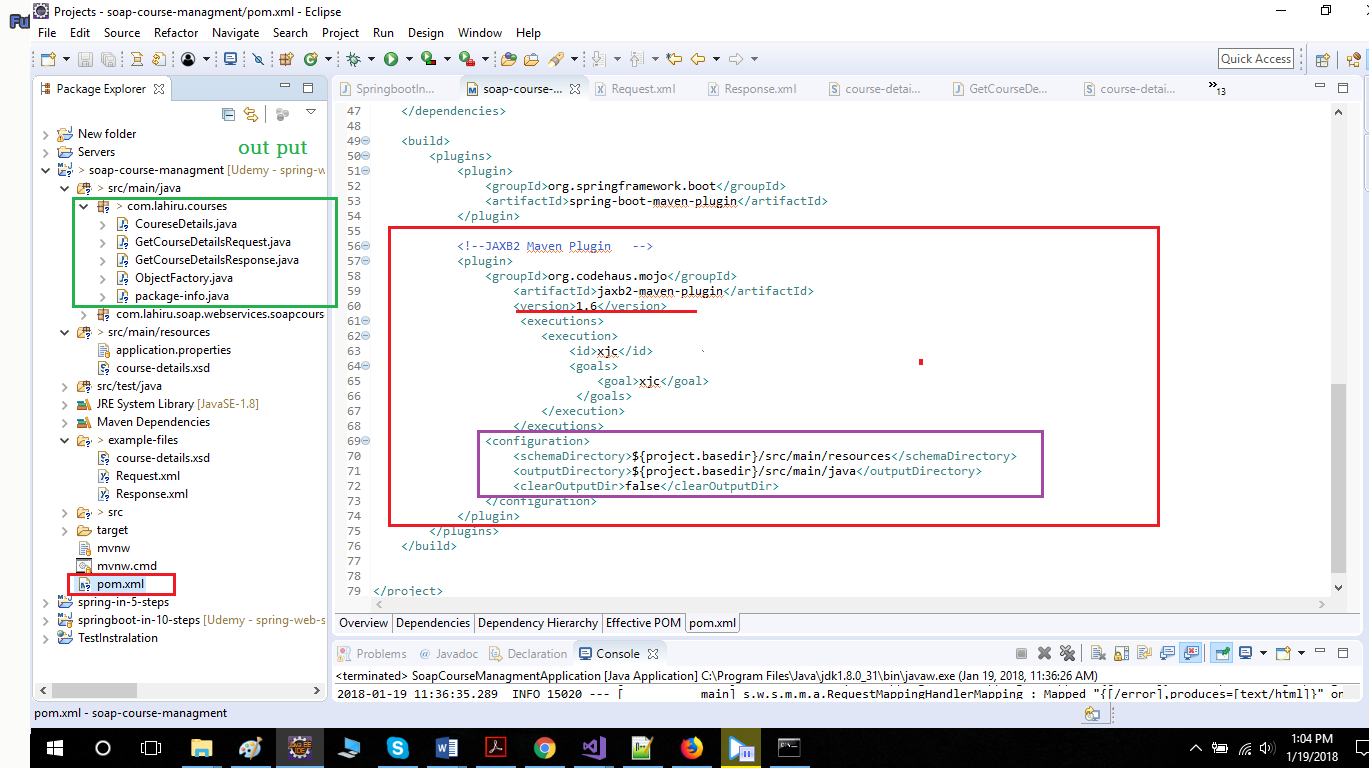 Fu
Projects - soap-course-managment/pom.xml - Eclipse
File Edit Source Refactor Navigate Search Project Run Design Window Help
Quick Access
Package Explorer
SpringbootIn...
soap-course-...
Request.xml
Response.xml
course-detai...
GetCourseDe...
course-detai...
13
New folder
Servers
out put
> soap-course-managment [Udemy - spring-w
> src/main/java
> com.lahiru.courses
CoureseDetails.java
GetCourseDetailsRequest.java
GetCourseDetailsResponse.java
ObjectFactory.java
package-info.java
com.lahiru.soap.webservices.soapcours
> src/main/resources
application.properties
course-details.xsd
src/test/java
JRE System Library [JavaSE-1.8]
Maven Dependencies
> example-files
course-details.xsd
Request.xml
Response.xml
> src
target
mvnw
mvnw.cmd
pom.xml
spring-in-5-steps
springboot-in-10-steps [Udemy - spring-web-s
TestInstralation
47 </dependencies>
48
49 <build>
50 <plugins>
51 <plugin>
52 <groupId>org.springframework.boot</groupId>
53 <artifactId>spring-boot-maven-plugin</artifactId>
54 </plugin>
55
56 <!--JAXB2 Maven Plugin -->
57 <plugin>
58 <groupId>org.codehaus.mojo</groupId>
59 <artifactId>jaxb2-maven-plugin</artifactId>
60 <version>1.6</version>
61 <executions>
62 <execution>
63 <id>xjc</id>
64 <goals>
65 <goal>xjc</goal>
66 </goals>
67 </execution>
68 </executions>
69 <configuration>
70 <schemaDirectory>${project.basedir}/src/main/resources</schemaDirectory>
71 <outputDirectory>${project.basedir}/src/main/java</outputDirectory>
72 <clearOutputDir>false</clearOutputDir>
73 </configuration>
74 </plugin>
75 </plugins>
76 </build>
77
78
79 </project>
Overview Dependencies Dependency Hierarchy Effective POM pom.xml
Problems @ Javadoc Declaration Console
<terminated> SoapCourseManagmentApplication [Java Application] C:\Program Files\Java\jdk1.8.0_31\bin\javaw.exe (Jan 19, 2018, 11:36:26 AM)
2018-01-19 11:36:35.289 INFO 15020 --- [ main] s.w.s.m.m.a.RequestMappingHandlerMapping : Mapped "{[/error],produces=[text/html]}" on
pom.xml - soap-course-managment
1:04 PM
1/19/2018